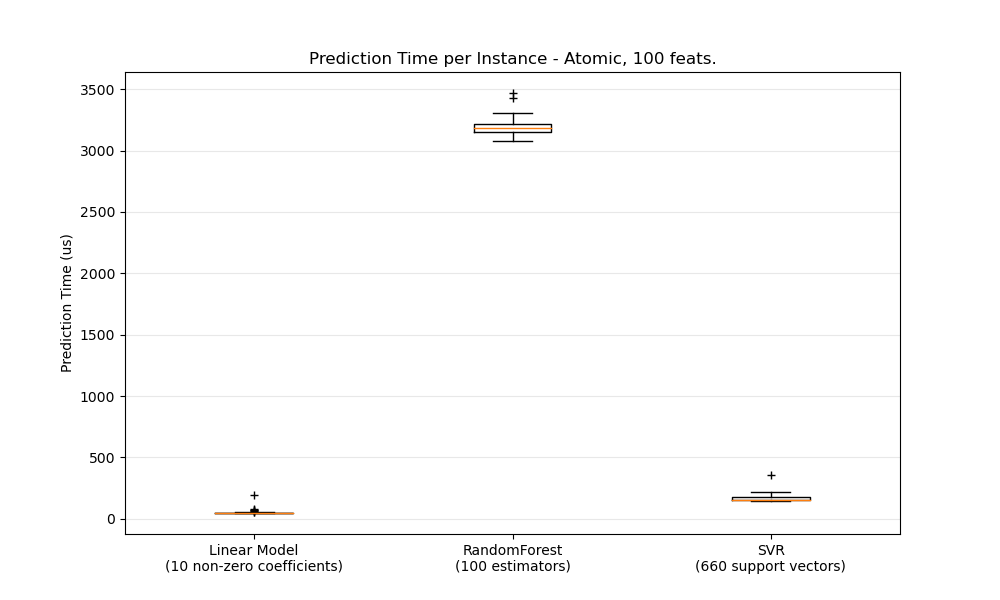 Prediction Time per Instance - Atomic, 100 feats.
Prediction Time (us)
3500
3000
2500
2000
1500
1000
500
0
Linear Model
(10 non-zero coefficients)
RandomForest
(100 estimators)
SVR
(660 support vectors)